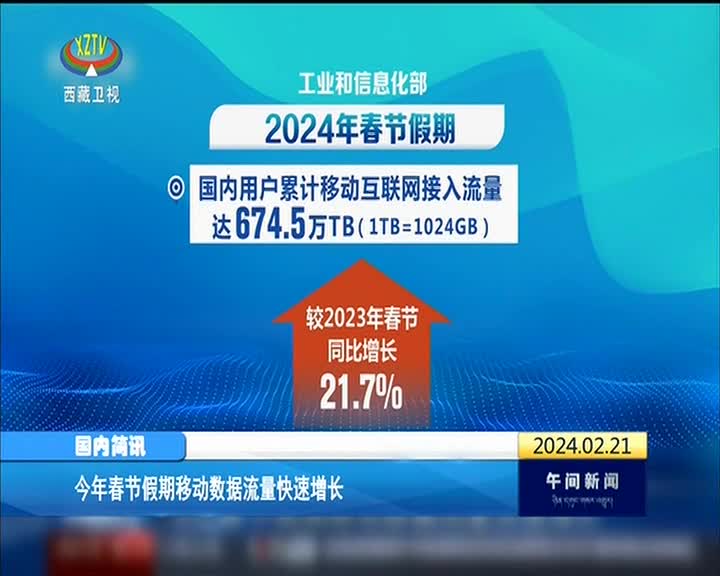 XZTV
西藏卫视
工业和信息化部
2024年春节假期
国内用户累计移动互联网接入流量
达674.5万TB(1TB=1024GB)
较2023年春节
同比增长
21.7%
国内简讯
2024.02.21
今年春节假期移动数据流量快速增长
午间新闻